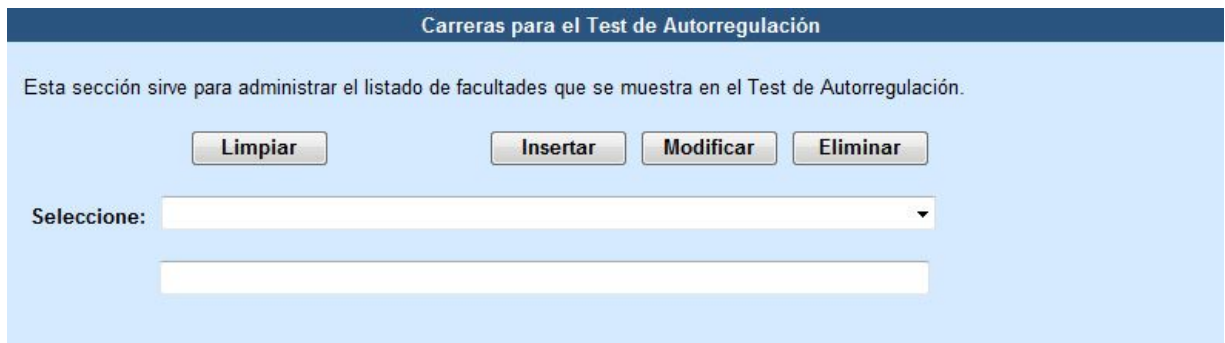 Carreras para el Test de Autorregulación
Esta sección sirve para administrar el listado de facultades que se muestra en el Test de Autorregulación.
Limpiar Insertar Modificar Eliminar
Seleccione: